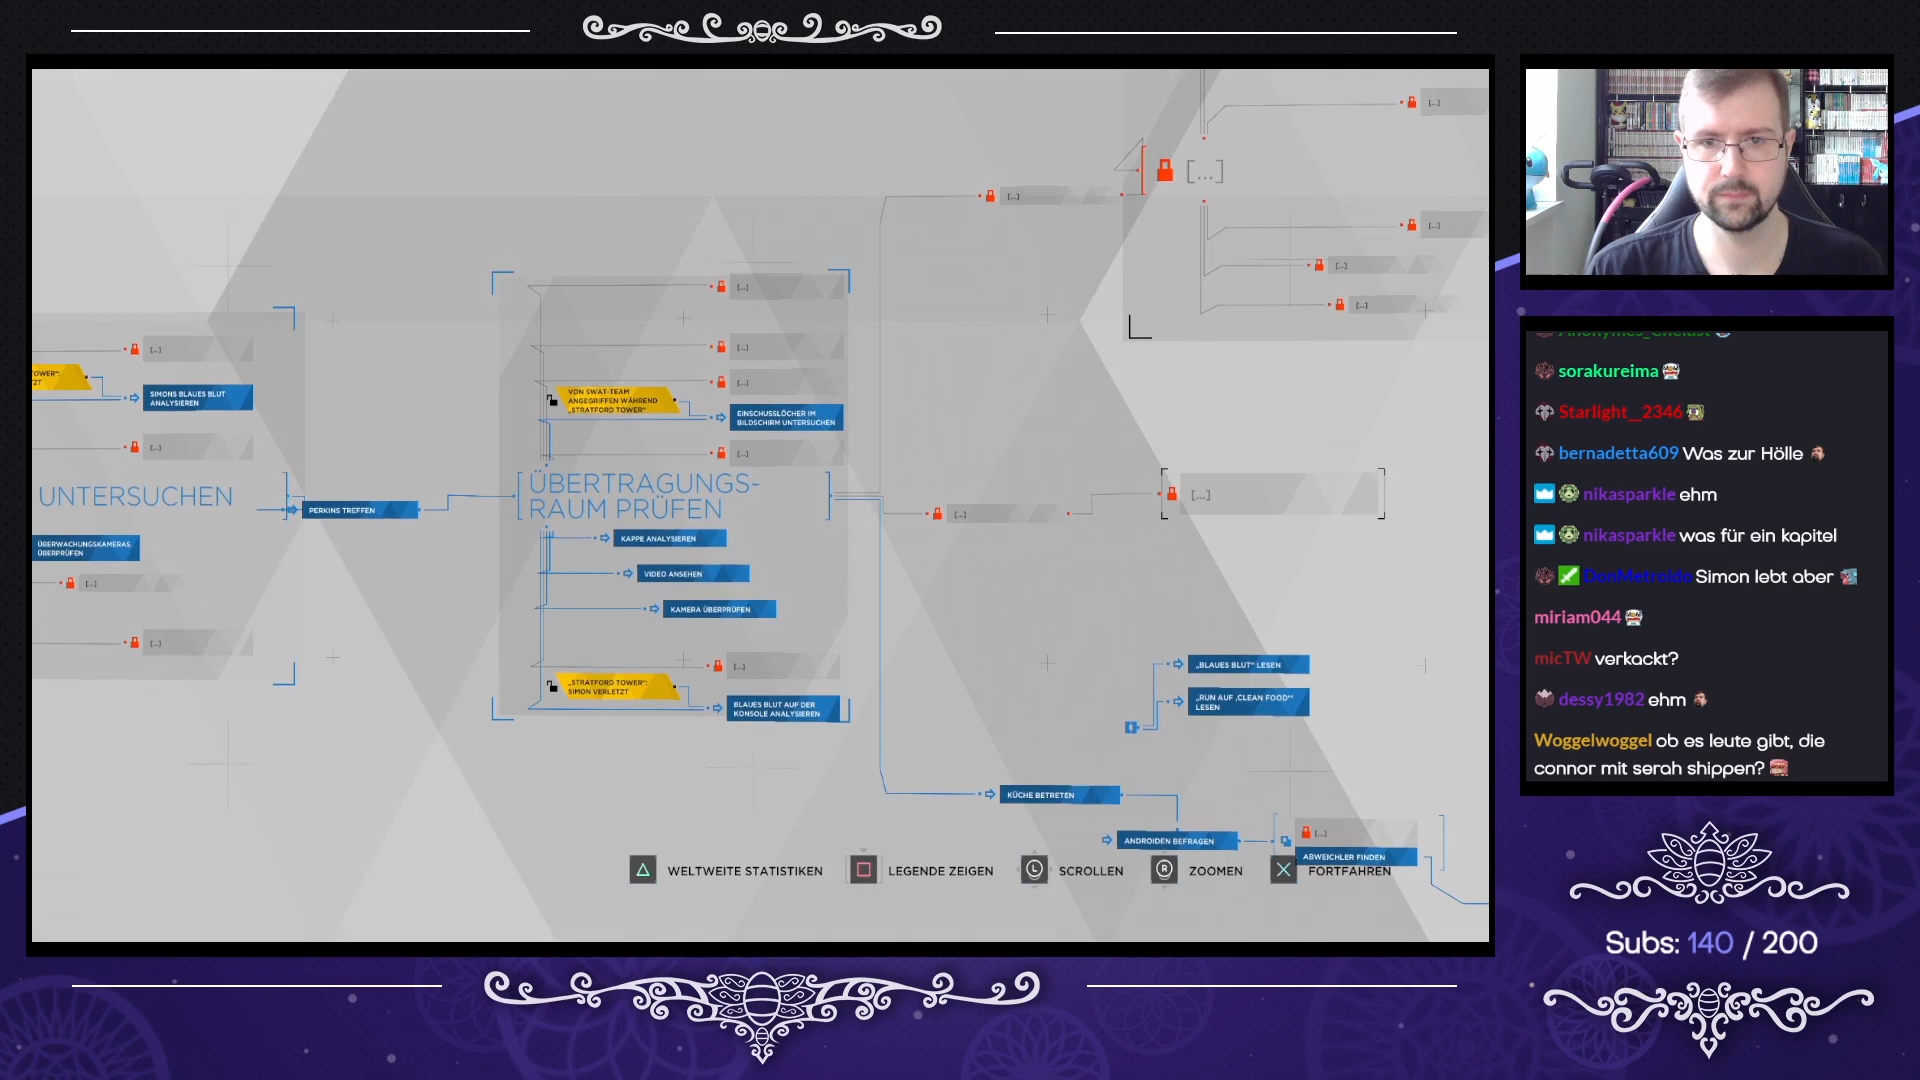 [...]
[...]
[...]
[...]
[...]
[...]
[...]
TOWER":
ZT
SIMONS BLAUES BLUT
ANALYSIEREN
[...]
UNTERSUCHEN
PERKINS TREFFEN
ÜBERWACHUNGSKAMERAS
ÜBERPRÜFEN
[...]
[...]
[...]
[...]
[...]
VON SWAT-TEAM
ANGEGRIFFEN WÄHREND
„STRATFORD TOWER"
EINSCHUSSLÖCHER IM
BILDSCHIRM UNTERSUCHEN
[...]
ÜBERTRAGUNGS-
RAUM PRÜFEN
KAPPE ANALYSIEREN
VIDEO ANSEHEN
KAMERA ÜBERPRÜFEN
[...]
„STRATFORD TOWER":
SIMON VERLETZT
BLAUES BLUT AUF DER
KONSOLE ANALYSIEREN
[...]
[...]
„BLAUES BLUT" LESEN
„RUN AUF ‚CLEAN FOOD'"
LESEN
KÜCHE BETRETEN
ANDROIDEN BEFRAGEN
[...]
ABWEICHLER FINDEN
WELTWEITE STATISTIKEN
LEGENDE ZEIGEN
L
SCROLLEN
R
ZOOMEN
FORTFAHREN
sorakureima
Starlight__2346
bernadetta609 Was zur Hölle
nikasparkle ehm
nikasparkle was für ein kapitel
DonMetroido Simon lebt aber
miriam044
micTW verkackt?
dessy1982 ehm
Woggelwoggel ob es leute gibt, die
connor mit serah shippen?
Subs: 140 / 200